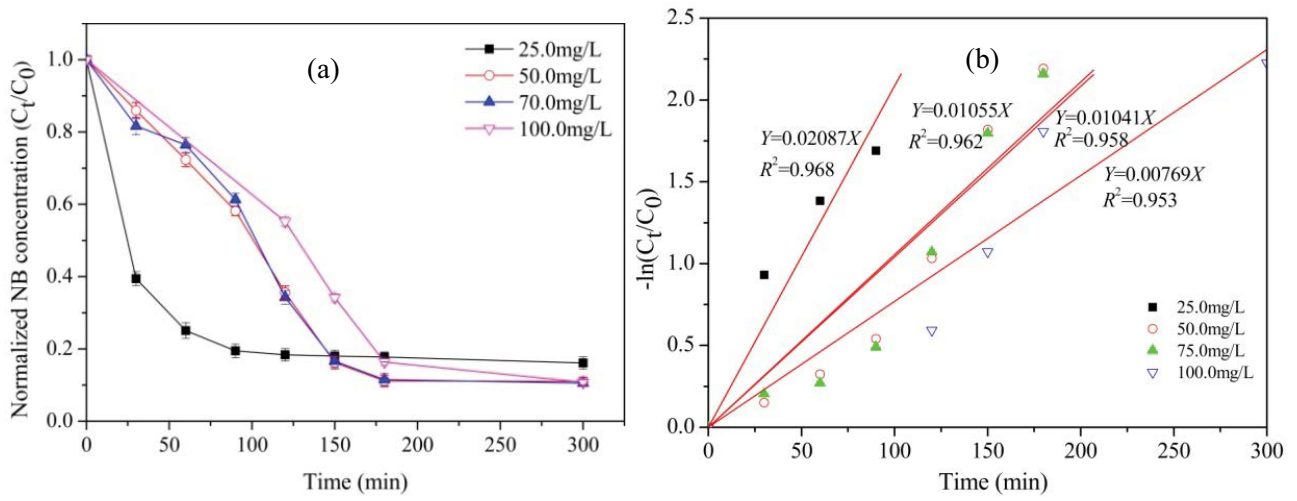 (a)
25.0mg/L
50.0mg/L
70.0mg/L
100.0mg/L
Normalized NB concentration (Cₜ/C₀)
1.0
0.8
0.6
0.4
0.2
0.0
0 50 100 150 200 250 300
Time (min)
(b)
-ln(Cₜ/C₀)
-2.5
2.0
1.5
1.0
0.5
0.0
Y=0.02087X
R²=0.968
Y=0.01055X
R²=0.962
Y=0.01041X
R²=0.958
Y=0.00769X
R²=0.953
25.0mg/L
50.0mg/L
75.0mg/L
100.0mg/L
0 50 100 150 200 250 300
Time (min)